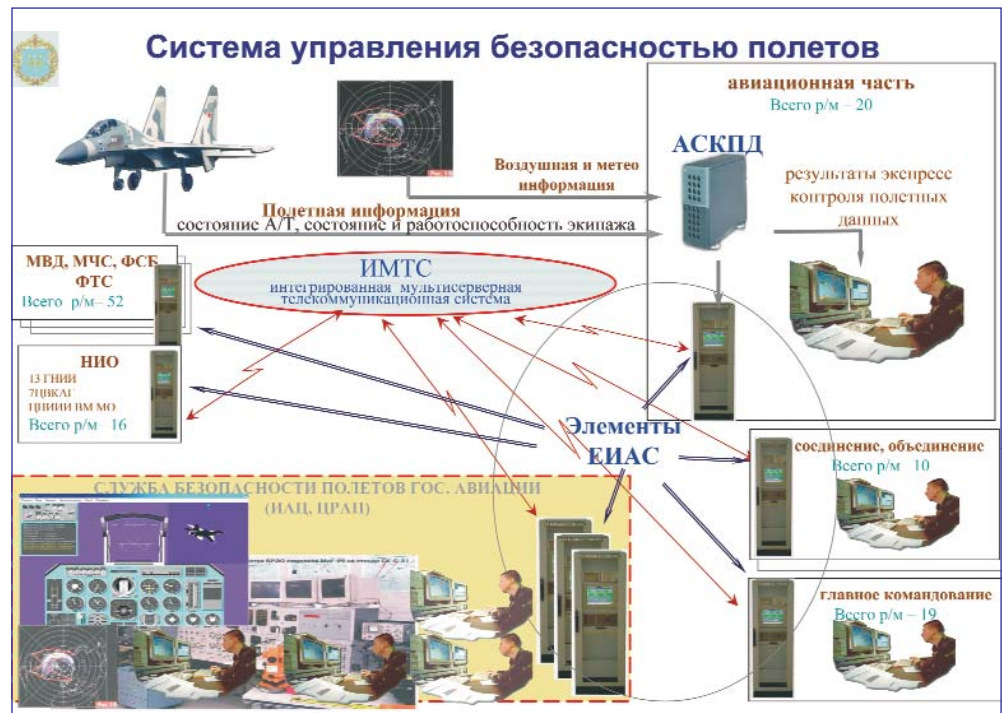 Система управления безопасностью полетов
авиационная часть
Всего р/м – 20
АСКПД
Воздушная и метео
информация
результаты экспресс
контроля полетных
данных
Полетная информация
состояние А/Т, состояние и работоспособность экипажа
МВД, МЧС, ФСБ
ФТС
Всего р/м– 52
ИМТС
интегрированная мультисерверная
телекоммуникационная система
НИО
13 ГНИИ
Всего р/м – 16
Элементы
ЕИАС
соединение, объединение
Всего р/м 10
СЛУЖБА БЕЗОПАСНОСТИ ПОЛЕТОВ ГОС. АВИАЦИИ
(ИАЦ, ЦРАП)
главное командование
Всего р/м – 19